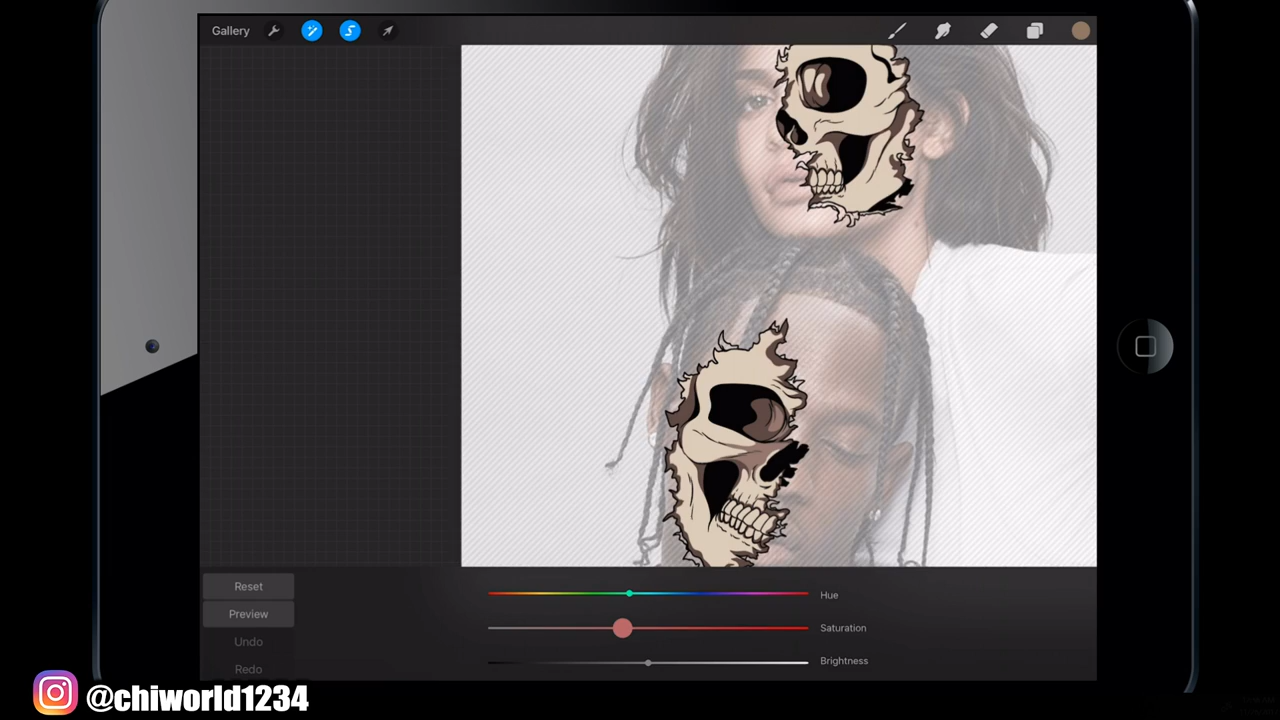 Gallery
Hue
Saturation
Brightness
Reset
Preview
Undo
Redo
@chiworld1234